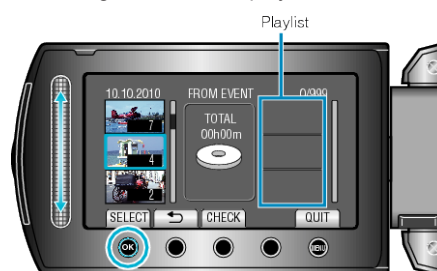 Playlist
10.10.2010 FROM EVENT 0/999
TOTAL
00h00m
7
4
2
SELECT CHECK QUIT
OK MENU